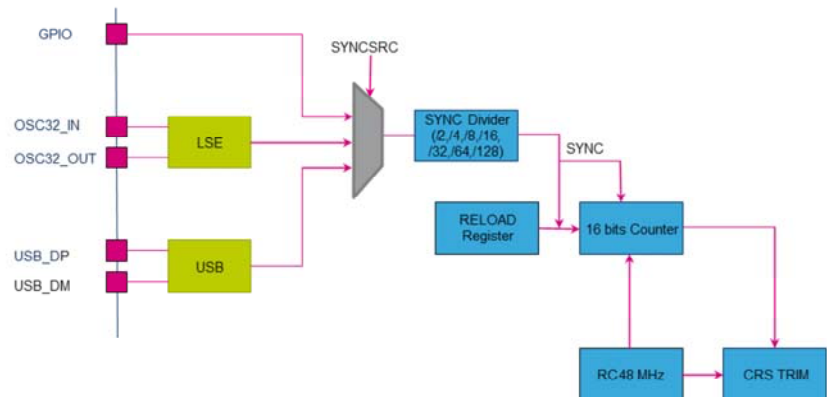 GPIO
SYNCSRC
OSC32_IN
LSE
OSC32_OUT
SYNC Divider
(/2,/4,/8,/16,
/32,/64,/128)
SYNC
RELOAD
Register
16 bits Counter
USB_DP
USB
USB_DM
RC48 MHz
CRS TRIM